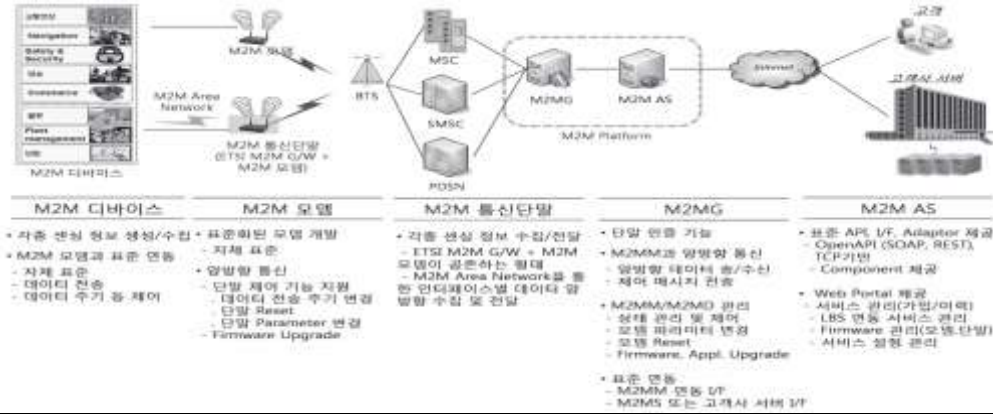 Navigation
Safety &
Security
Plant
management
M2M 디바이스
M2M Area
Network
M2M 모뎀
M2M 통신단말
(ETSI M2M G/W +
M2M 모뎀)
BTS
MSC
SMSC
PDSN
M2MG
M2M AS
M2M Platform
Internet
고객
고객사 서버
M2M 디바이스
• 각종 센싱 정보 생성/수집
• M2M 모뎀과 표준 연동
- 자체 표준
- 데이터 전송
- 데이터 주기 등 제어
M2M 모뎀
• 표준화된 모뎀 개발
- 자체 표준
• 양방향 통신
- 단말 제어 기능 지원
- 데이터 전송 주기 변경
- 단말 Reset
- 단말 Parameter 변경
- Firmware Upgrade
M2M 통신단말
• 각종 센싱 정보 수집/전달
- ETSI M2M G/W + M2M
모뎀이 공존하는 형태
- M2M Area Network을 통
한 인터페이스별 데이터 양
방향 수집 및 전달
M2MG
• 단말 인증 기능
• M2MM과 양방향 통신
- 양방향 데이터 송/수신
- 제어 메시지 전송
• M2MM/M2MD 관리
- 상태 관리 및 제어
- 모뎀 파라미터 변경
- 모뎀 Reset
- Firmware, Appl. Upgrade
• 표준 연동
- M2MM 연동 I/F
- M2MS 또는 고객사 서버 I/F
M2M AS
• 표준 API, I/F, Adaptor 제공
- OpenAPI (SOAP, REST),
TCP기반
- Component 제공
• Web Portal 제공
- 서비스 관리(가입/이력)
- LBS 연동 서비스 관리
- Firmware 관리(모뎀,단말)
- 서비스 설정 관리